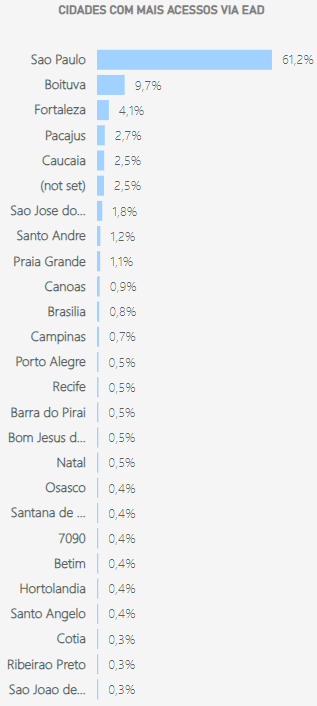 CIDADES COM MAIS ACESSOS VIA EAD
Sao Paulo 61,2%
Boituva 9,7%
Fortaleza 4,1%
Pacajus 2,7%
Caucaia 2,5%
(not set) 2,5%
Sao Jose do... 1,8%
Santo Andre 1,2%
Praia Grande 1,1%
Canoas 0,9%
Brasilia 0,8%
Campinas 0,7%
Porto Alegre 0,5%
Recife 0,5%
Barra do Pirai 0,5%
Bom Jesus d... 0,5%
Natal 0,5%
Osasco 0,4%
Santana de ... 0,4%
7090 0,4%
Betim 0,4%
Hortolandia 0,4%
Santo Angelo 0,4%
Cotia 0,3%
Ribeirao Preto 0,3%
Sao Joao de... 0,3%